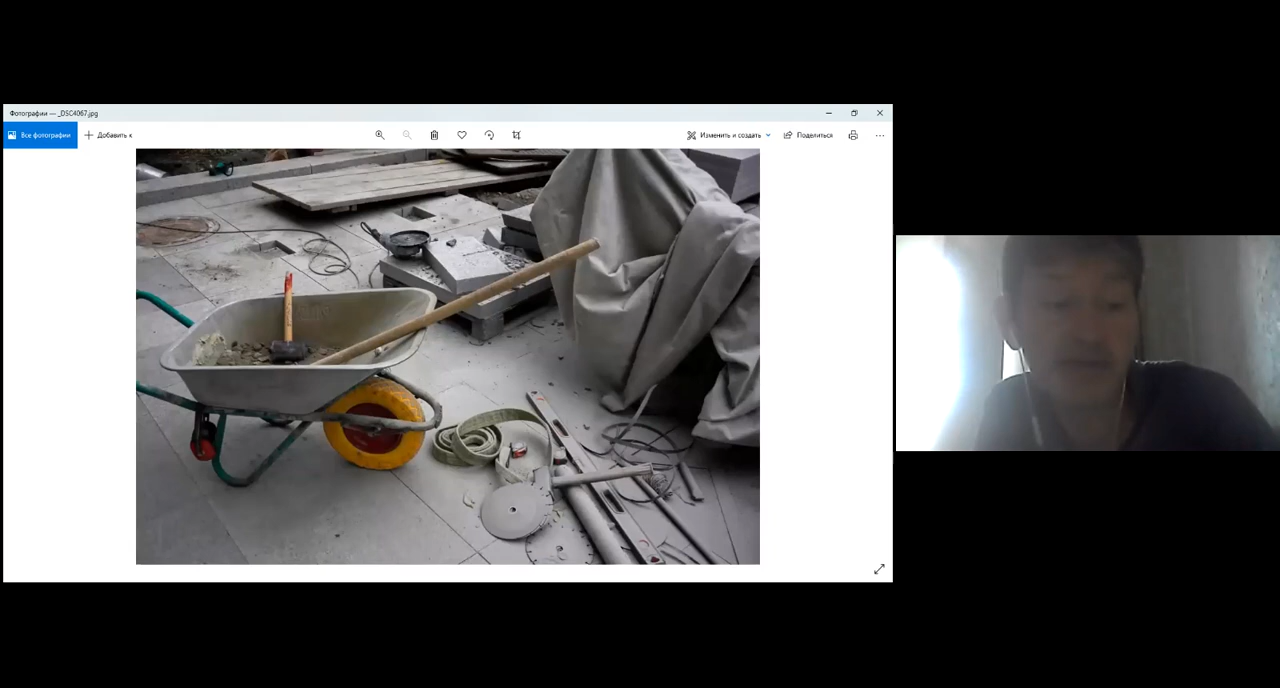 Фотографии — _DSC4067.jpg
Все фотографии
Добавить к
Изменить и создать
Поделиться